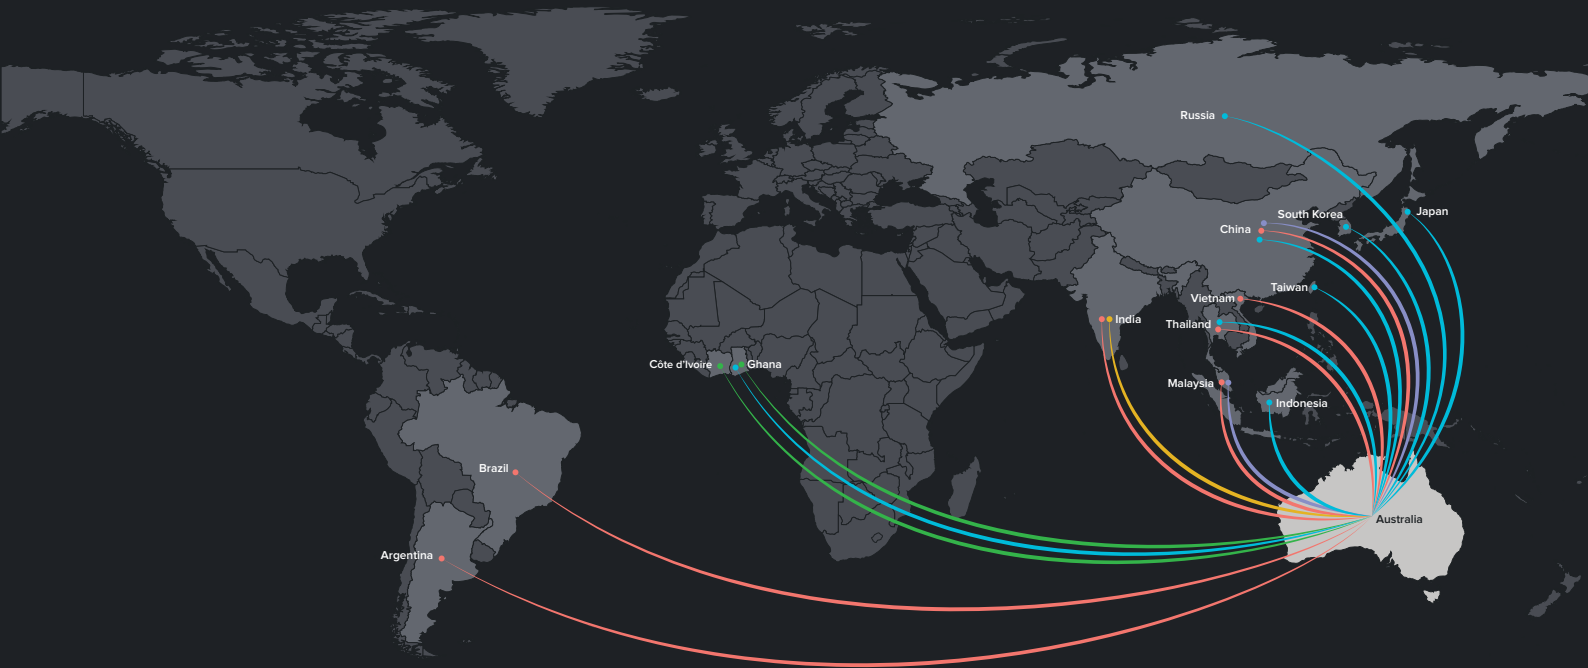 Russia
South Korea
Japan
China
Taiwan
Vietnam
India
Thailand
Côte d'Ivoire
Ghana
Malaysia
Indonesia
Brazil
Australia
Argentina